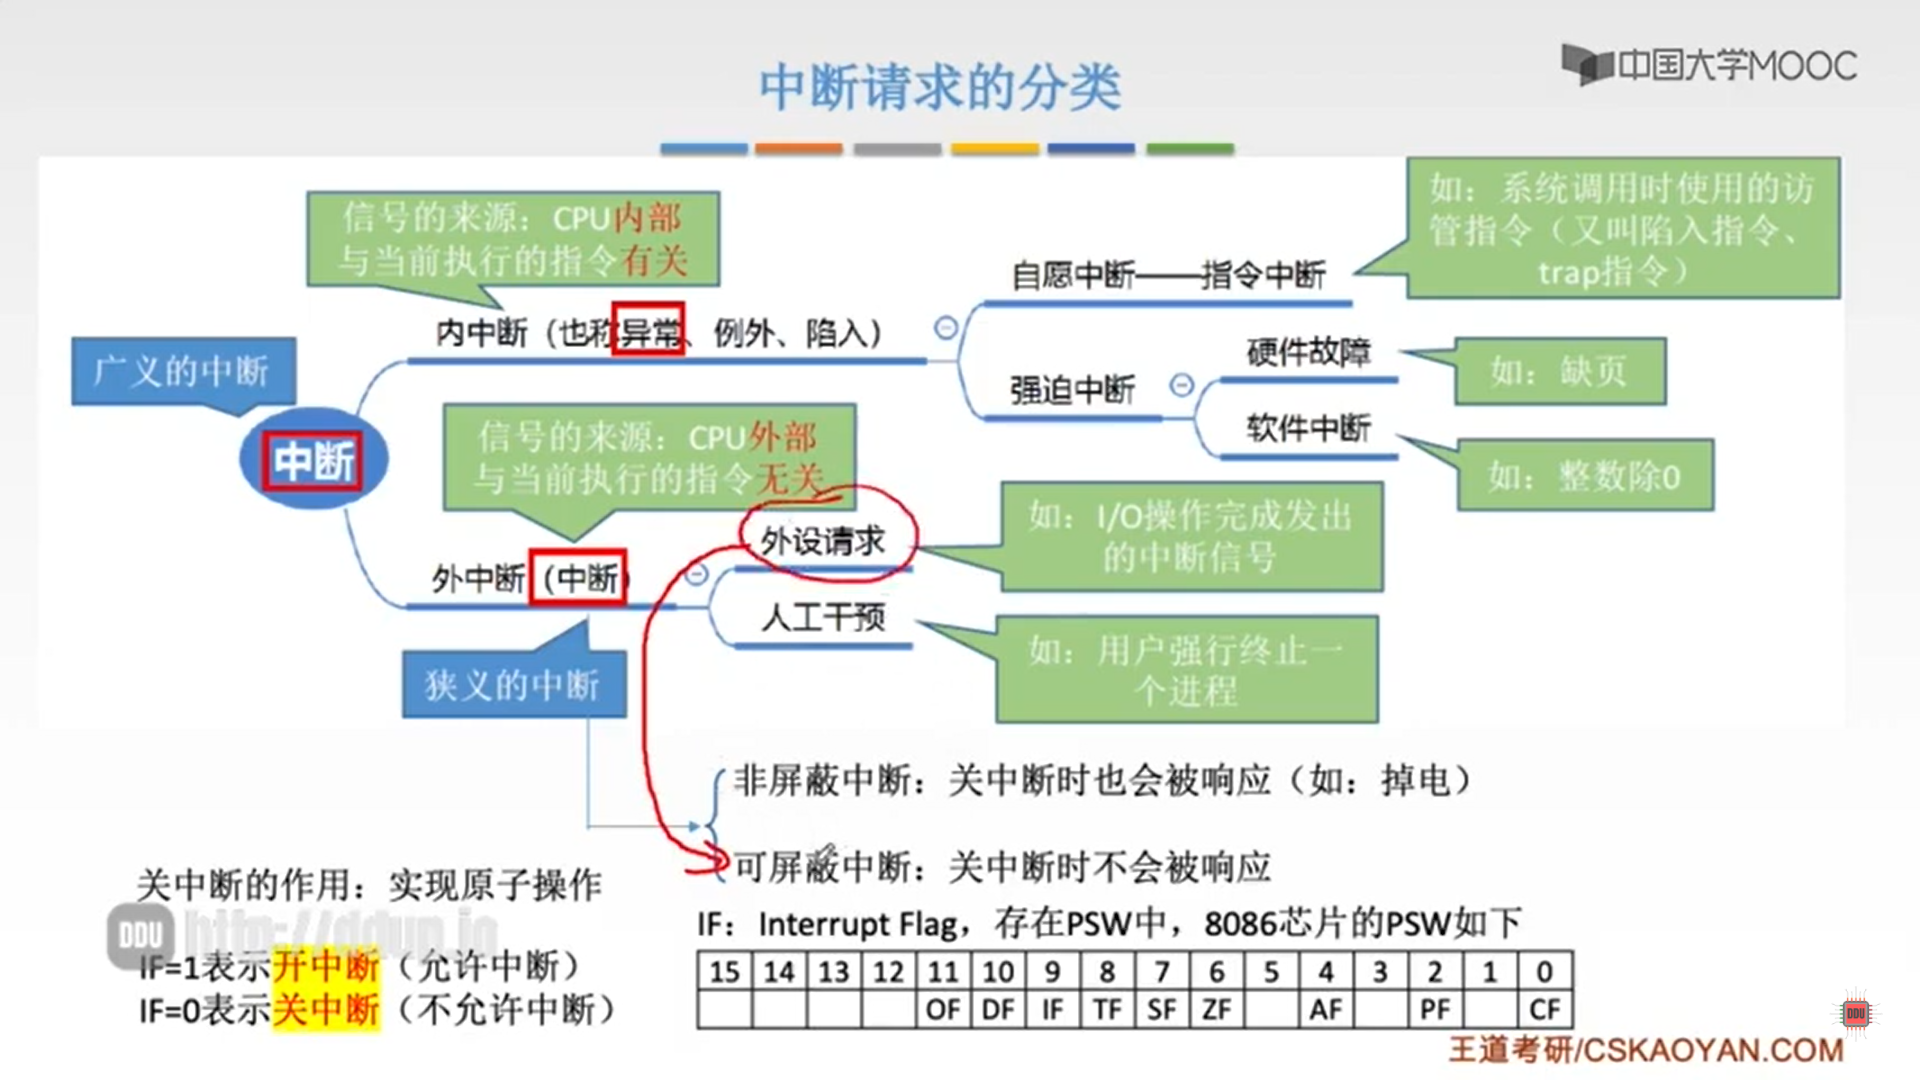 中断请求的分类
中国大学MOOC
信号的来源：CPU内部
与当前执行的指令有关
如：系统调用时使用的访
管指令（又叫陷入指令、
trap指令）
自愿中断——指令中断
内中断（也称异常、例外、陷入）
广义的中断
硬件故障
如：缺页
强迫中断
软件中断
如：整数除0
中断
信号的来源：CPU外部
与当前执行的指令无关
外设请求
如：I/O操作完成发出
的中断信号
外中断（中断）
人工干预
如：用户强行终止一
个进程
狭义的中断
非屏蔽中断：关中断时也会被响应（如：掉电）
可屏蔽中断：关中断时不会被响应
关中断的作用：实现原子操作
DDU http://ddup.io
IF=1表示开中断（允许中断）
IF=0表示关中断（不允许中断）
IF：Interrupt Flag，存在PSW中，8086芯片的PSW如下
15 14 13 12 11 10 9 8 7 6 5 4 3 2 1 0
OF DF IF TF SF ZF AF PF CF
DDU
王道考研/CSKAOYAN.COM